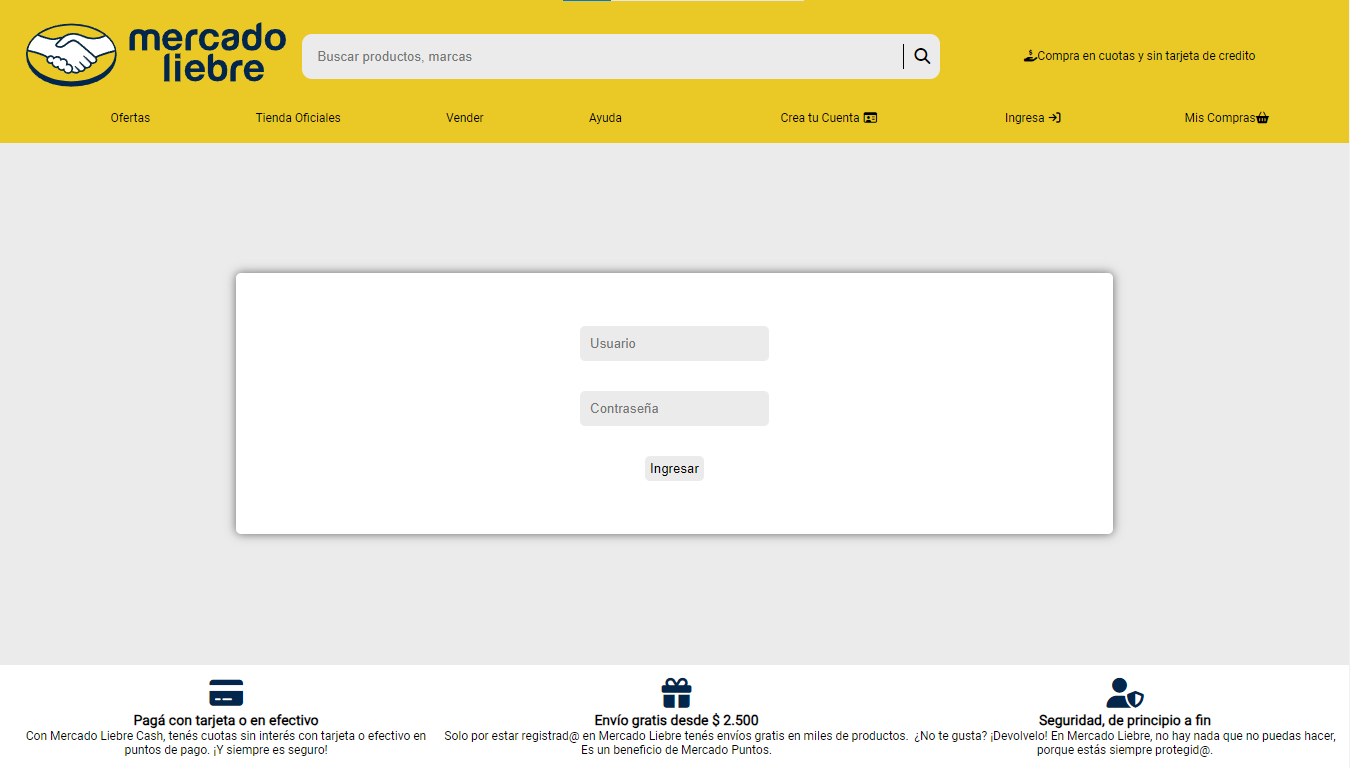 mercado
liebre
Buscar productos, marcas
Compra en cuotas y sin tarjeta de credito
Ofertas
Tienda Oficiales
Vender
Ayuda
Crea tu Cuenta
Ingresa
Mis Compras
Usuario
Contraseña
Ingresar
Pagá con tarjeta o en efectivo
Con Mercado Liebre Cash, tenés cuotas sin interés con tarjeta o efectivo en
puntos de pago. ¡Y siempre es seguro!
Envío gratis desde $ 2.500
Solo por estar registrad@ en Mercado Liebre tenés envíos gratis en miles de productos.
Es un beneficio de Mercado Puntos.
Seguridad, de principio a fin
¿No te gusta? ¡Devolvelo! En Mercado Liebre, no hay nada que no puedas hacer,
porque estás siempre protegid@.